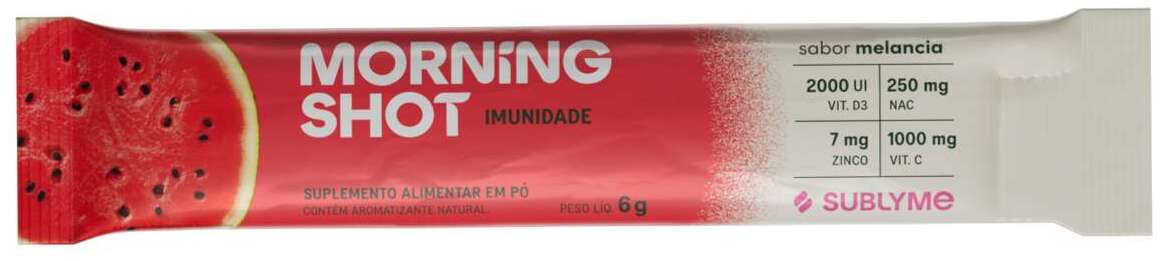 MORNING
SHOT IMUNIDADE
SUPLEMENTO ALIMENTAR EM PÓ
CONTÉM AROMATIZANTE NATURAL.
PESO LÍQ. 6g
sabor melancia
2000 UI
VIT. D3
250 mg
NAC
7 mg
ZINCO
1000 mg
VIT. C
SUBLYME